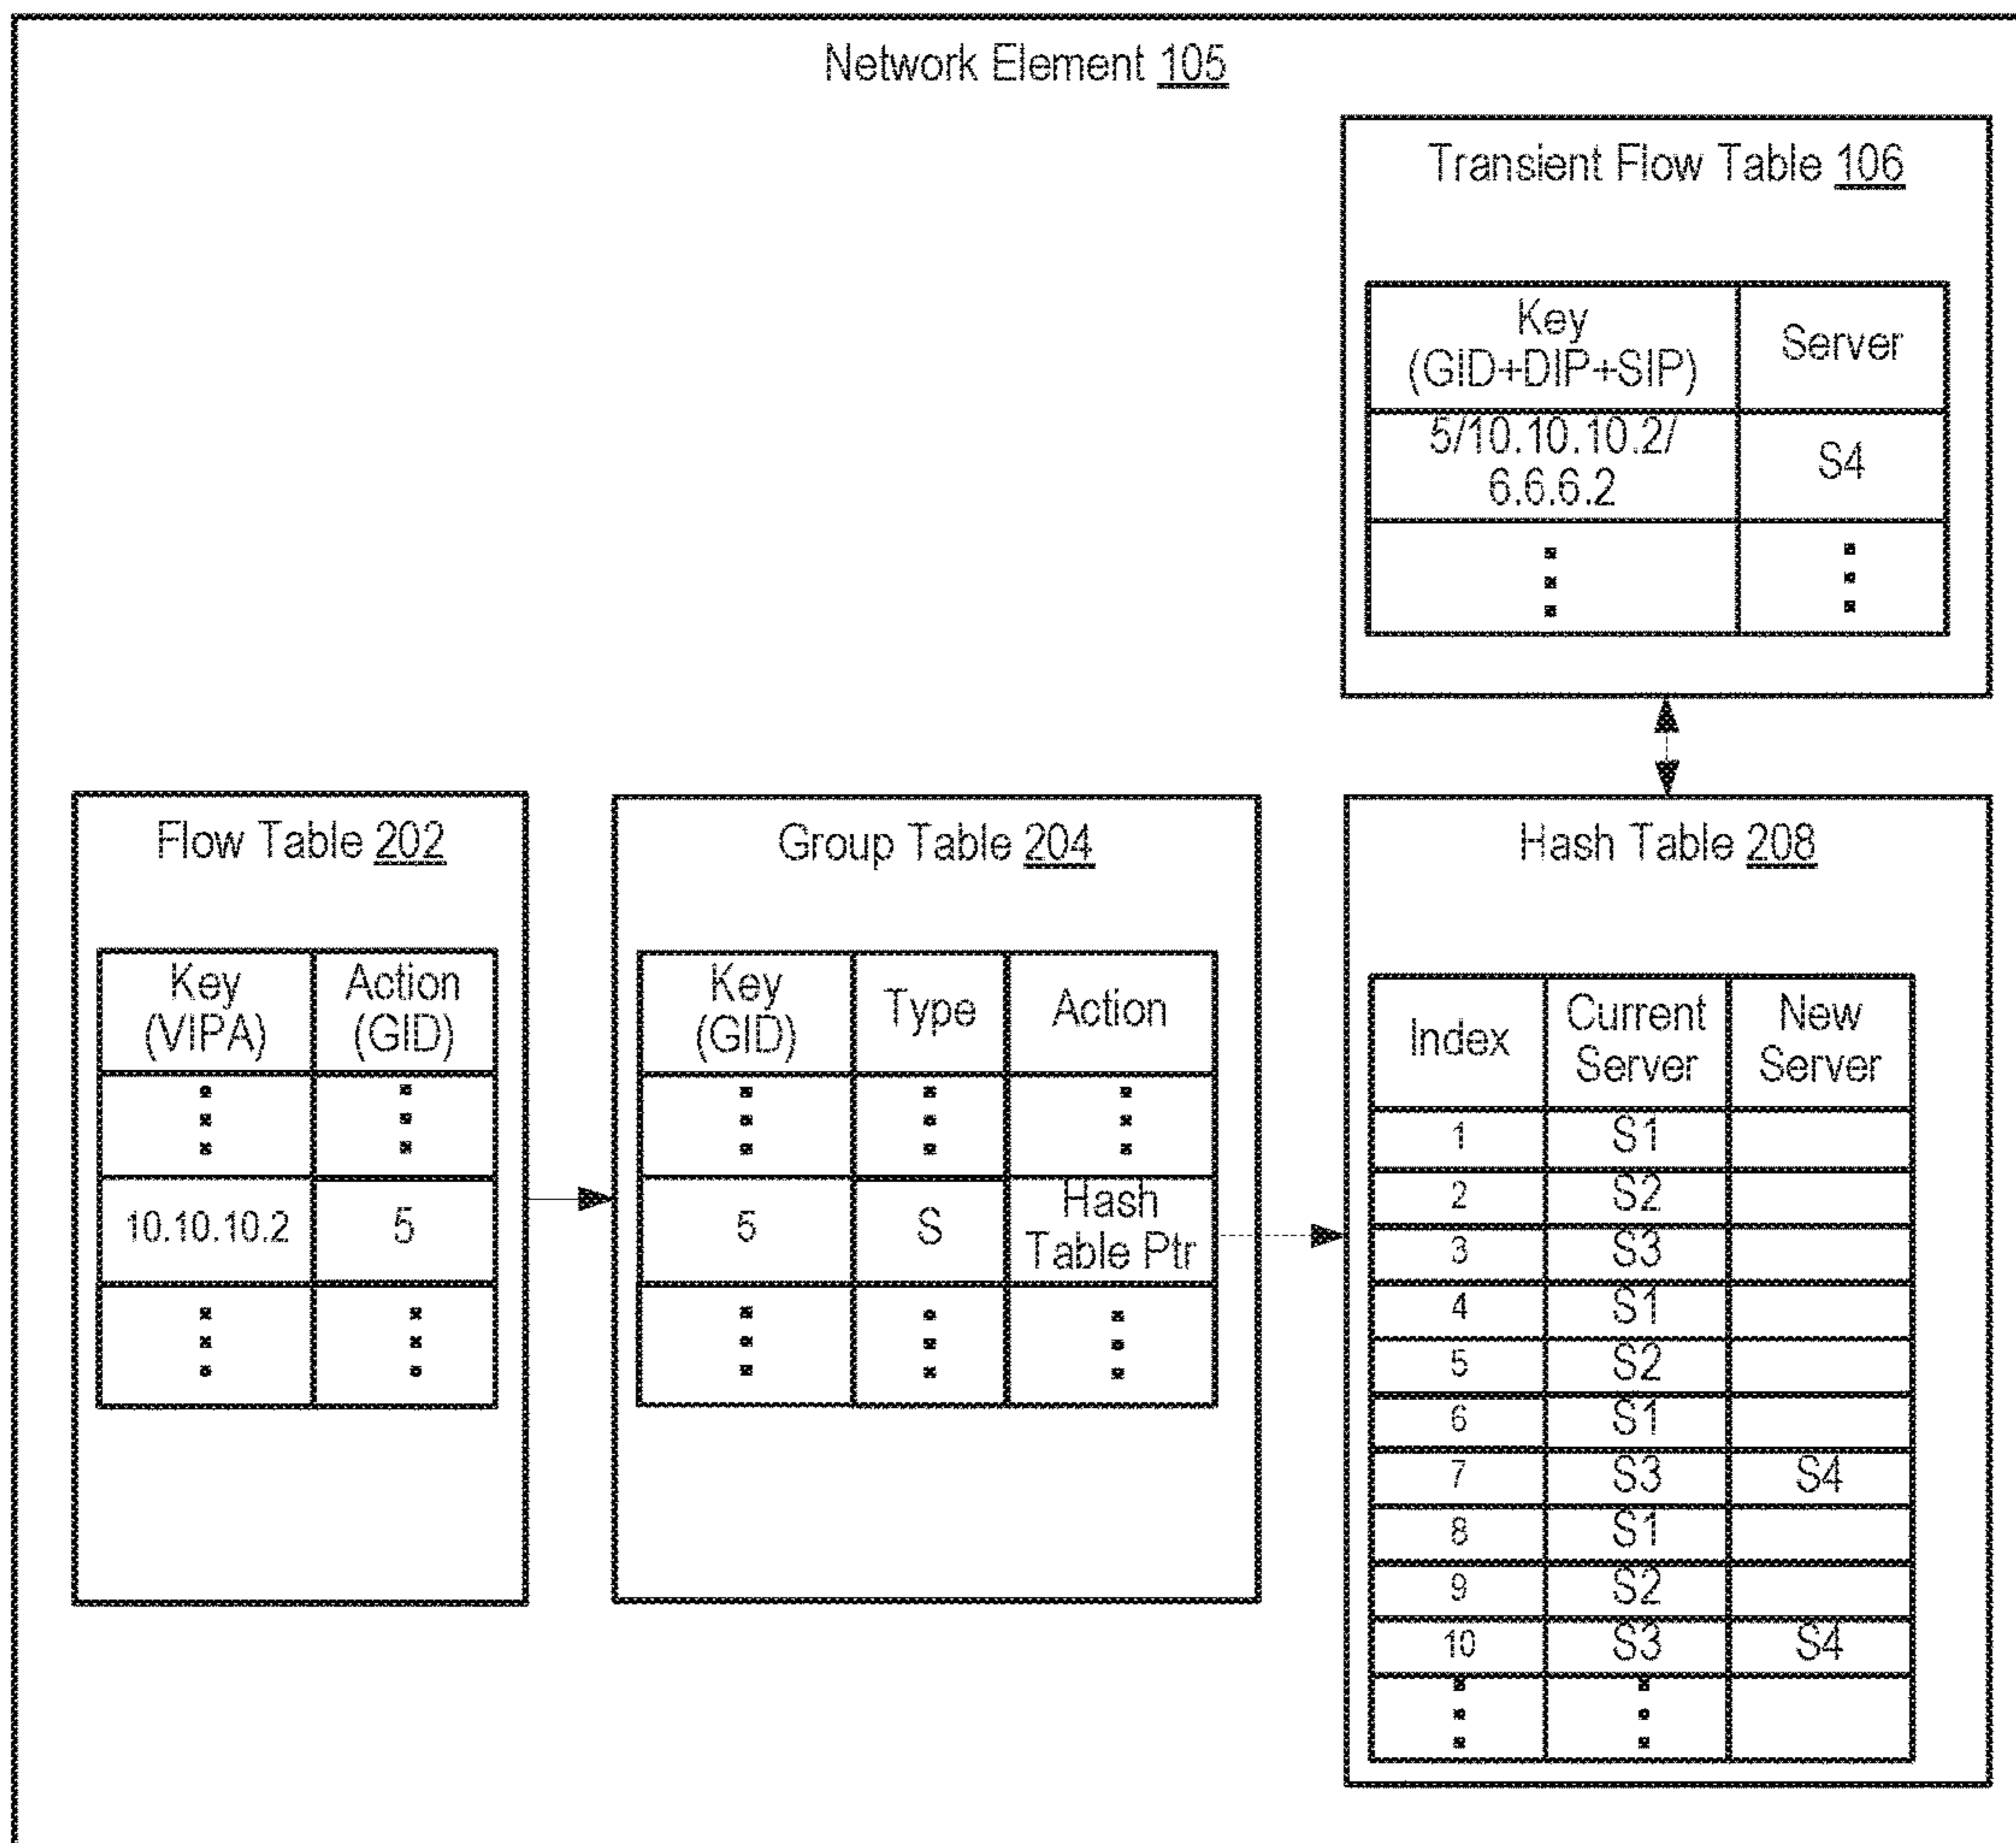 Network Element 105
Transient Flow Table 106
Key
(GID+DIP+SIP)
Server
5/10.10.10.2/
6.6.6.2
S4
Flow Table 202
Key
(VIPA)
Action
(GID)
10.10.10.2
5
Group Table 204
Key
(GID)
Type
Action
5
S
Hash
Table Ptr
Hash Table 208
Index
Current
Server
New
Server
1 S1
2 S2
3 S3
4 S1
5 S2
6 S1
7 S3 S4
8 S1
9 S2
10 S3 S4